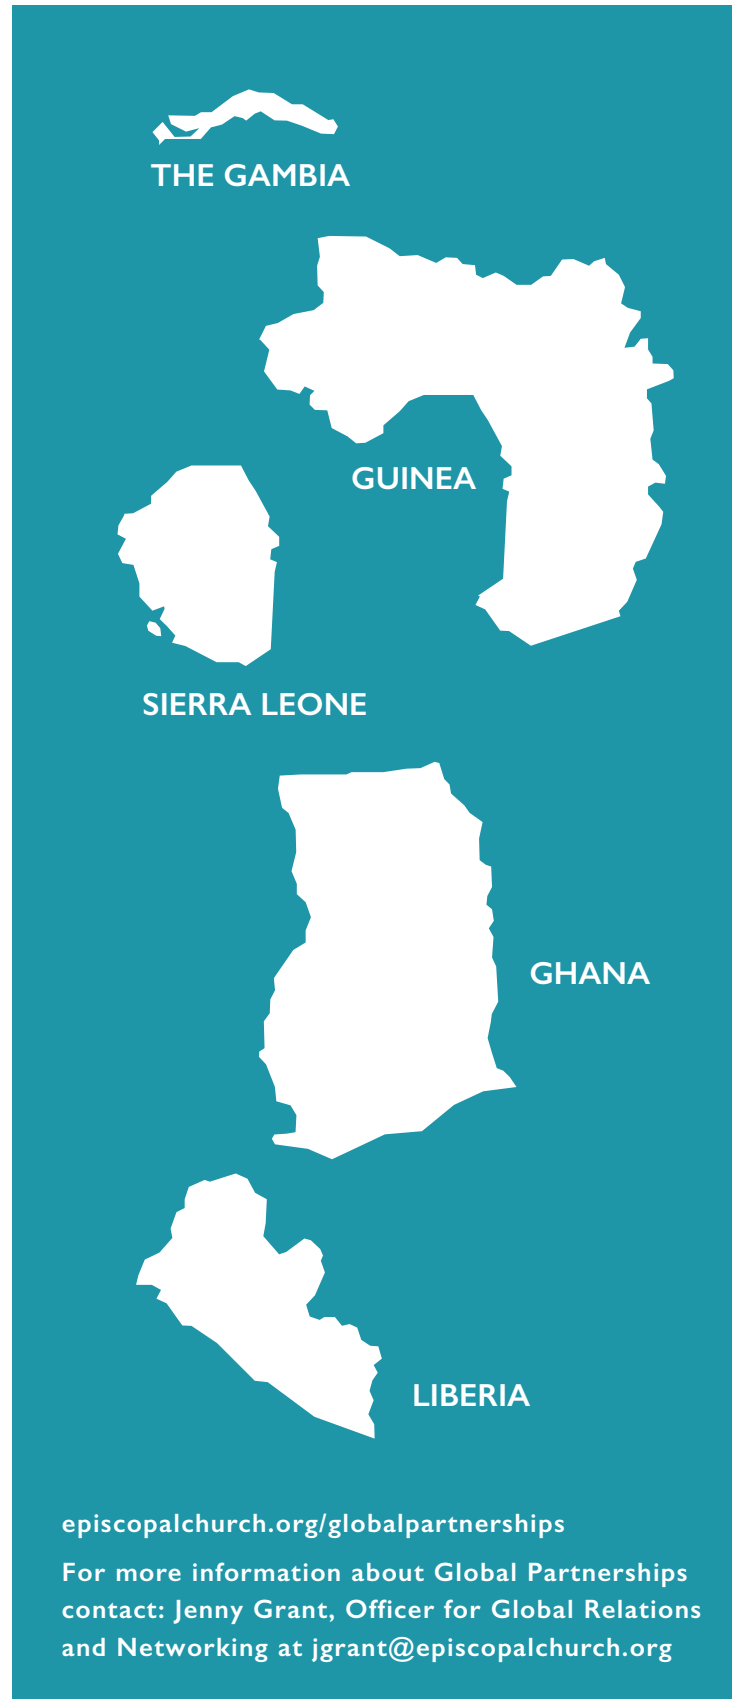 THE GAMBIA
GUINEA
SIERRA LEONE
GHANA
LIBERIA
episcopalchurch.org/globalpartnerships
For more information about Global Partnerships
contact: Jenny Grant, Officer for Global Relations
and Networking at jgrant@episcopalchurch.org